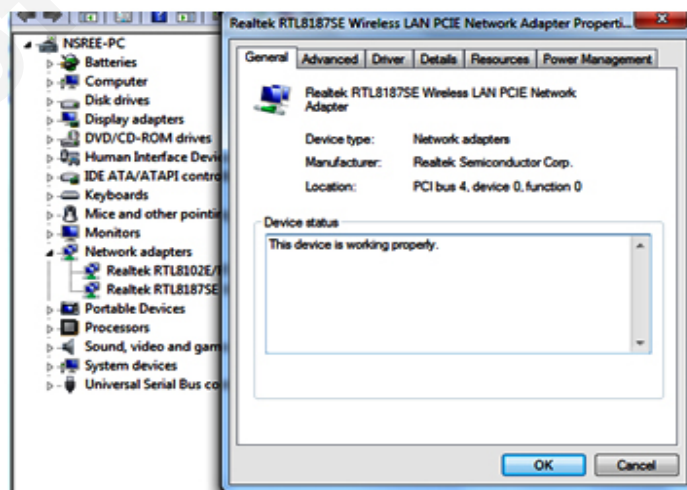 Realtek RTL8187SE Wireless LAN PCIE Network Adapter Properti...
NSREE-PC
Batteries
Computer
Disk drives
Display adapters
DVD/CD-ROM drives
Human Interface Devi
IDE ATA/ATAPI contro
Keyboards
Mice and other pointin
Monitors
Network adapters
Realtek RTL8102E/
Realtek RTL8187SE
Portable Devices
Processors
Sound, video and gam
System devices
Universal Serial Bus co
General Advanced Driver Details Resources Power Management
Realtek RTL8187SE Wireless LAN PCIE Network
Adapter
Device type: Network adapters
Manufacturer: Realtek Semiconductor Corp.
Location: PCI bus 4, device 0, function 0
Device status
This device is working properly.
OK Cancel